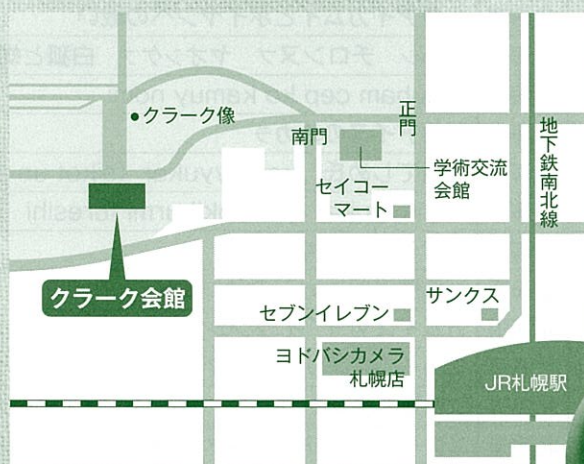 クラーク像
南門
正門
地下鉄南北線
学術交流
会館
セイコー
マート
クラーク会館
セブンイレブン
サンクス
ヨドバシカメラ
札幌店
JR札幌駅